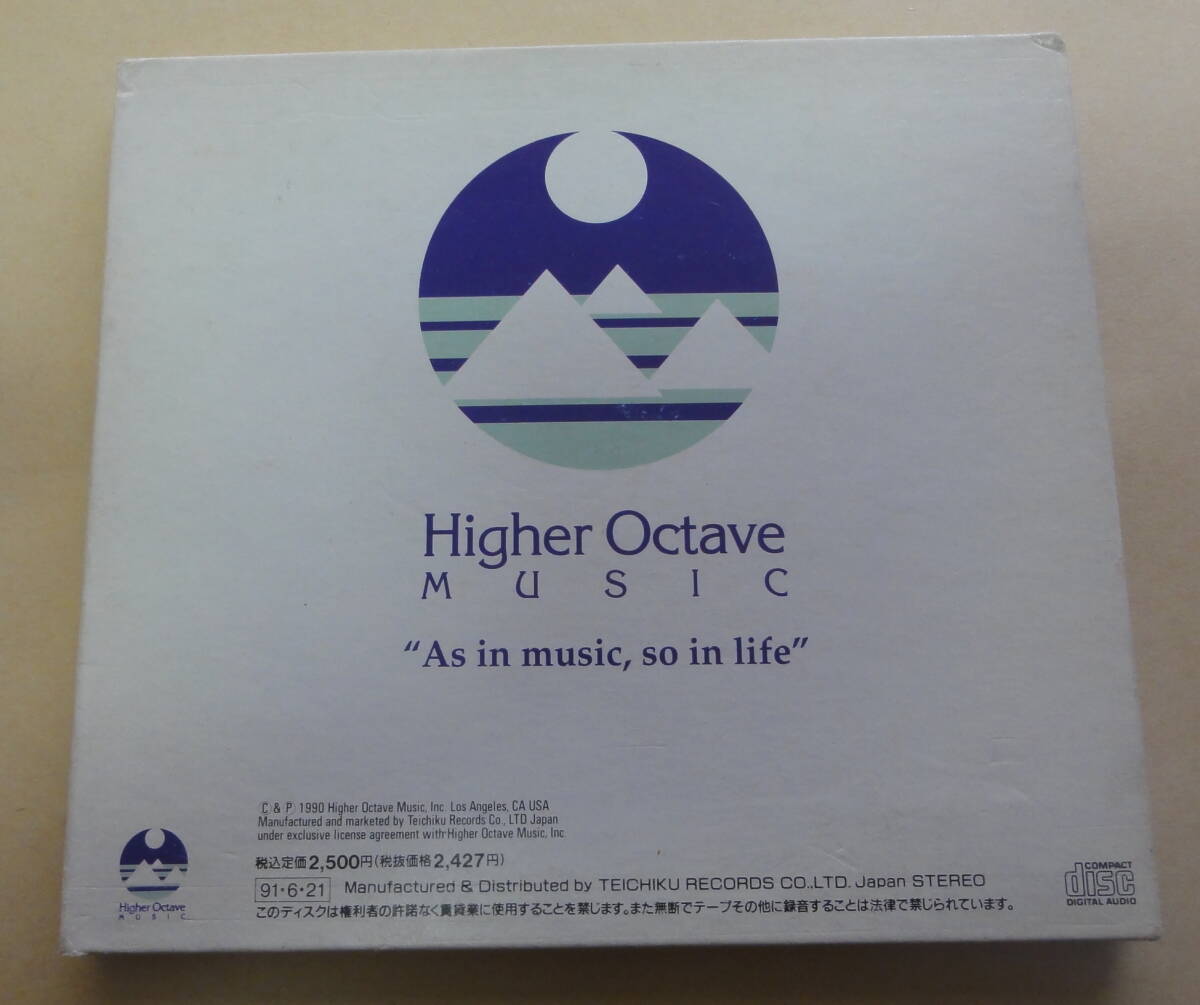 Higher Octave
MUSIC
“As in music, so in life”
Ⓒ & Ⓟ 1990 Higher Octave Music, Inc. Los Angeles, CA USA
Manufactured and marketed by Teichiku Records Co., LTD Japan
under exclusive license agreement with Higher Octave Music, Inc.
税込定価2,500円(税抜価格2,427円)
91・6・21 Manufactured & Distributed by TEICHIKU RECORDS CO.,LTD. Japan STEREO
このディスクは権利者の許諾なく賃貸業に使用することを禁じます。また無断でテープその他に録音することは法律で禁じられています。
Higher Octave
MUSIC
COMPACT
disc
DIGITAL AUDIO